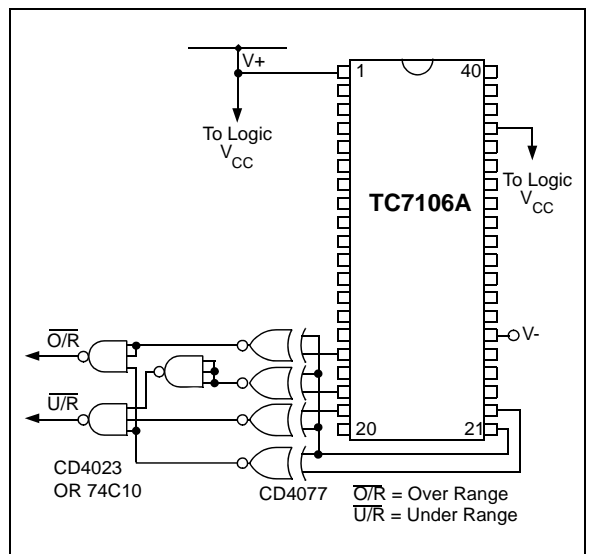 V+
1
40
To Logic
VCC
To Logic
VCC
TC7106A
O/R
V-
U/R
20
21
CD4023
OR 74C10
CD4077
O/R = Over Range
U/R = Under Range